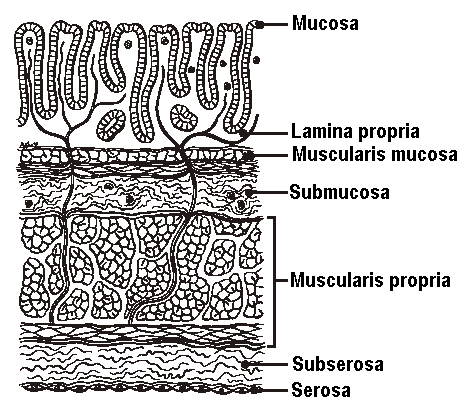 Mucosa
Lamina propria
Muscularis mucosa
Submucosa
Muscularis propria
Subserosa
Serosa